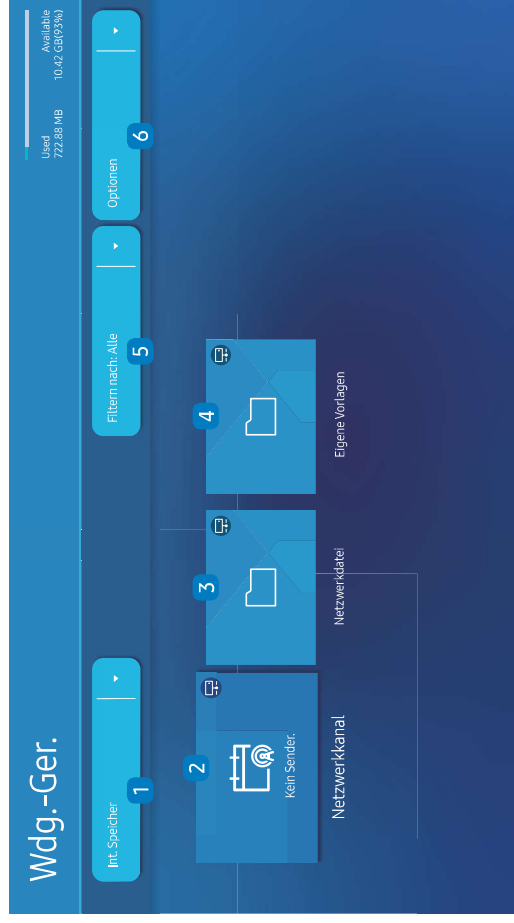 Wdg.-Ger.
Used
722.88 MB
Available
10.42 GB(93%)
Int. Speicher
1
Filtern nach: Alle
5
Optionen
6
2
Kein Sender.
Netzwerkkanal
3
Netzwerkdatei
4
Eigene Vorlagen